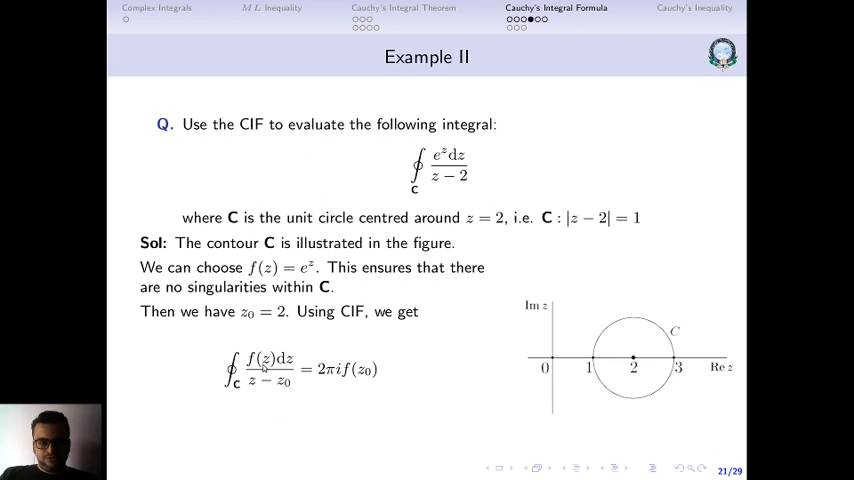 Complex Integrals M L Inequality Cauchy's Integral Theorem Cauchy's Integral Formula Cauchy's Inequality
Example II
Q. Use the CIF to evaluate the following integral:
∮_C e^z dz / (z − 2)
where C is the unit circle centred around z = 2, i.e. C : |z − 2| = 1
Sol: The contour C is illustrated in the figure.
We can choose f(z) = e^z. This ensures that there
are no singularities within C.
Then we have z₀ = 2. Using CIF, we get
∮_C f(z)dz / (z − z₀) = 2πif(z₀)
Im z
C
0 1 2 3 Re z
21/29